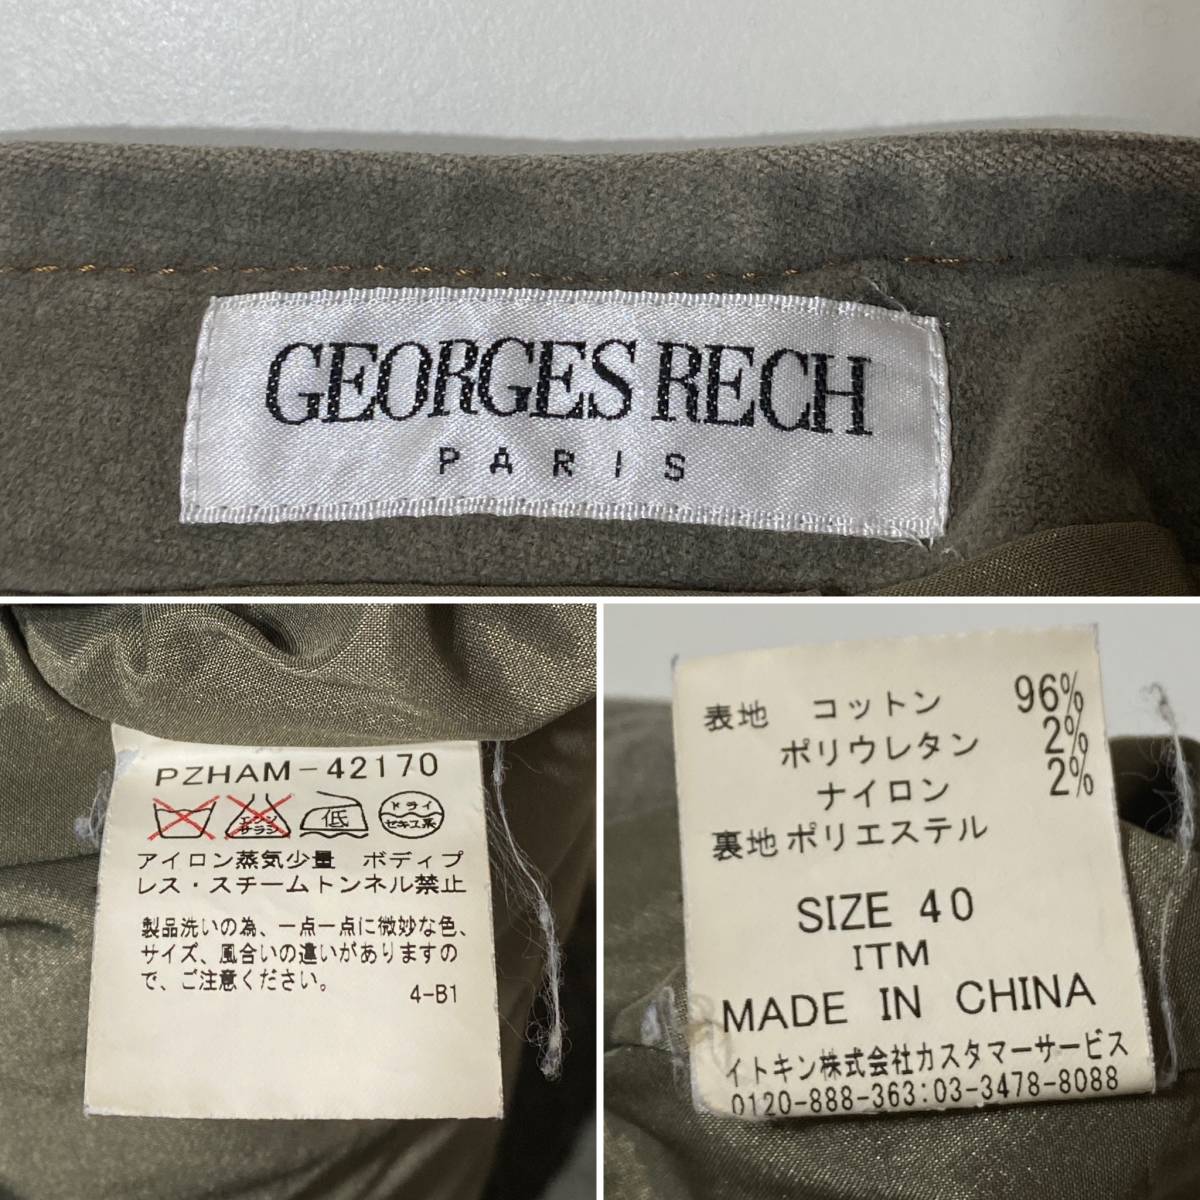 GEORGES RECH
PARIS
PZHAM-42170
エンソ サラシ
低
ドライ
セキユ系
アイロン蒸気少量 ボディプ
レス・スチームトンネル禁止
製品洗いの為、一点一点に微妙な色、
サイズ、風合いの違いがありますの
で、ご注意ください。
4-B1
表地 コットン 96%
ポリウレタン 2%
ナイロン 2%
裏地 ポリエステル
SIZE 40
ITM
MADE IN CHINA
イトキン株式会社カスタマーサービス
0120-888-363:03-3478-8088